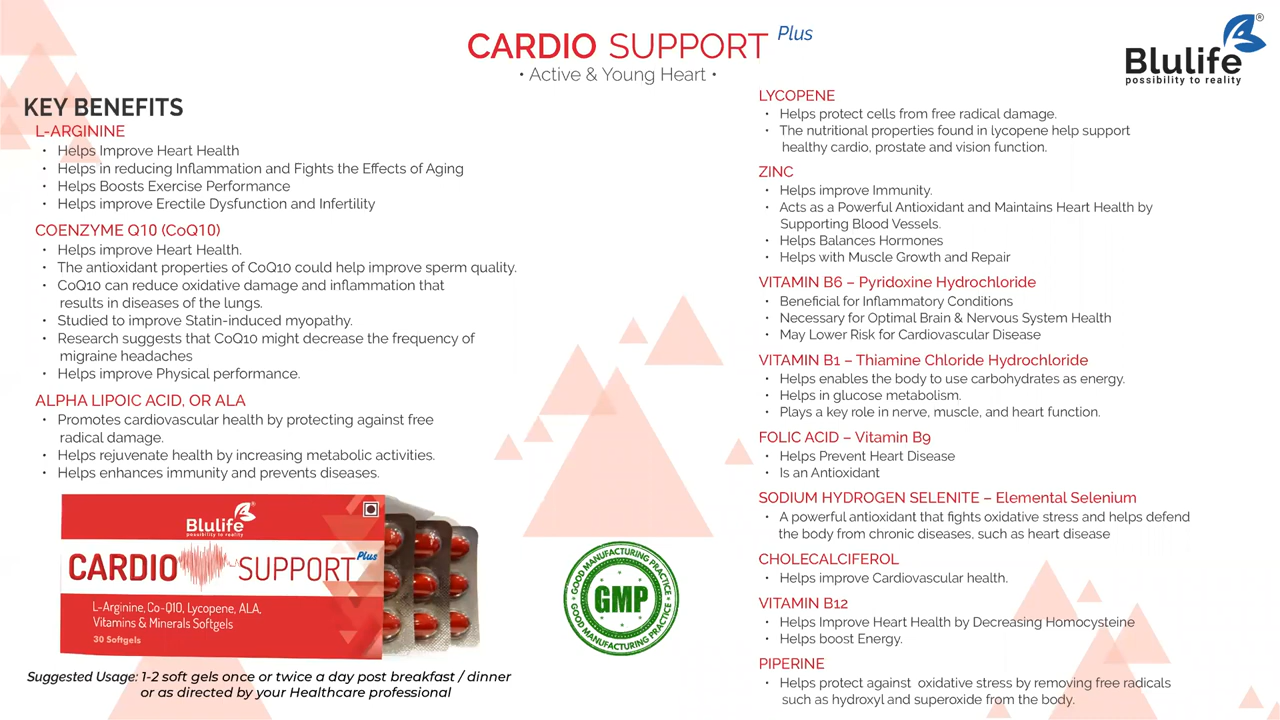 CARDIO SUPPORT Plus
• Active & Young Heart •
Blulife®
possibility to reality
KEY BENEFITS
L-ARGININE
• Helps Improve Heart Health
• Helps in reducing Inflammation and Fights the Effects of Aging
• Helps Boosts Exercise Performance
• Helps improve Erectile Dysfunction and Infertility
COENZYME Q10 (CoQ10)
• Helps improve Heart Health.
• The antioxidant properties of CoQ10 could help improve sperm quality.
• CoQ10 can reduce oxidative damage and inflammation that
results in diseases of the lungs.
• Studied to improve Statin-induced myopathy.
• Research suggests that CoQ10 might decrease the frequency of
migraine headaches
• Helps improve Physical performance.
ALPHA LIPOIC ACID, OR ALA
• Promotes cardiovascular health by protecting against free
radical damage.
• Helps rejuvenate health by increasing metabolic activities.
• Helps enhances immunity and prevents diseases.
Blulife®
possibility to reality
CARDIO SUPPORT Plus
L-Arginine, Co-Q10, Lycopene, ALA,
Vitamins & Minerals Softgels
30 Softgels
GOOD MANUFACTURING PRACTICE
GMP
GOOD MANUFACTURING PRACTICE
Suggested Usage: 1-2 soft gels once or twice a day post breakfast / dinner
or as directed by your Healthcare professional
LYCOPENE
• Helps protect cells from free radical damage.
• The nutritional properties found in lycopene help support
healthy cardio, prostate and vision function.
ZINC
• Helps improve Immunity.
• Acts as a Powerful Antioxidant and Maintains Heart Health by
Supporting Blood Vessels.
• Helps Balances Hormones
• Helps with Muscle Growth and Repair
VITAMIN B6 – Pyridoxine Hydrochloride
• Beneficial for Inflammatory Conditions
• Necessary for Optimal Brain & Nervous System Health
• May Lower Risk for Cardiovascular Disease
VITAMIN B1 – Thiamine Chloride Hydrochloride
• Helps enables the body to use carbohydrates as energy.
• Helps in glucose metabolism.
• Plays a key role in nerve, muscle, and heart function.
FOLIC ACID – Vitamin B9
• Helps Prevent Heart Disease
• Is an Antioxidant
SODIUM HYDROGEN SELENITE – Elemental Selenium
• A powerful antioxidant that fights oxidative stress and helps defend
the body from chronic diseases, such as heart disease
CHOLECALCIFEROL
• Helps improve Cardiovascular health.
VITAMIN B12
• Helps Improve Heart Health by Decreasing Homocysteine
• Helps boost Energy.
PIPERINE
• Helps protect against oxidative stress by removing free radicals
such as hydroxyl and superoxide from the body.